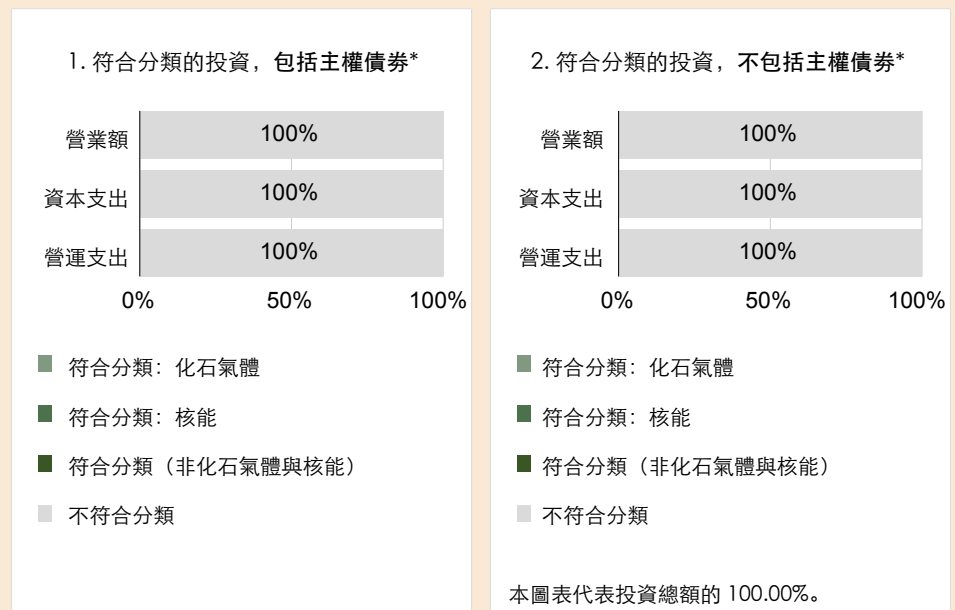 1. 符合分類的投資，包括主權債券*
營業額 100%
資本支出 100%
營運支出 100%
0% 50% 100%
符合分類：化石氣體
符合分類：核能
符合分類（非化石氣體與核能）
不符合分類
2. 符合分類的投資，不包括主權債券*
營業額 100%
資本支出 100%
營運支出 100%
0% 50% 100%
符合分類：化石氣體
符合分類：核能
符合分類（非化石氣體與核能）
不符合分類
本圖表代表投資總額的 100.00%。